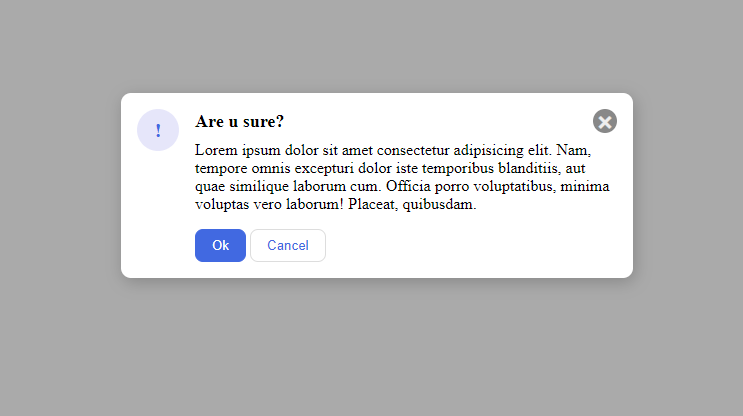 !
Are u sure?
Lorem ipsum dolor sit amet consectetur adipisicing elit. Nam,
tempore omnis excepturi dolor iste temporibus blanditiis, aut
quae similique laborum cum. Officia porro voluptatibus, minima
voluptas vero laborum! Placeat, quibusdam.
Ok
Cancel